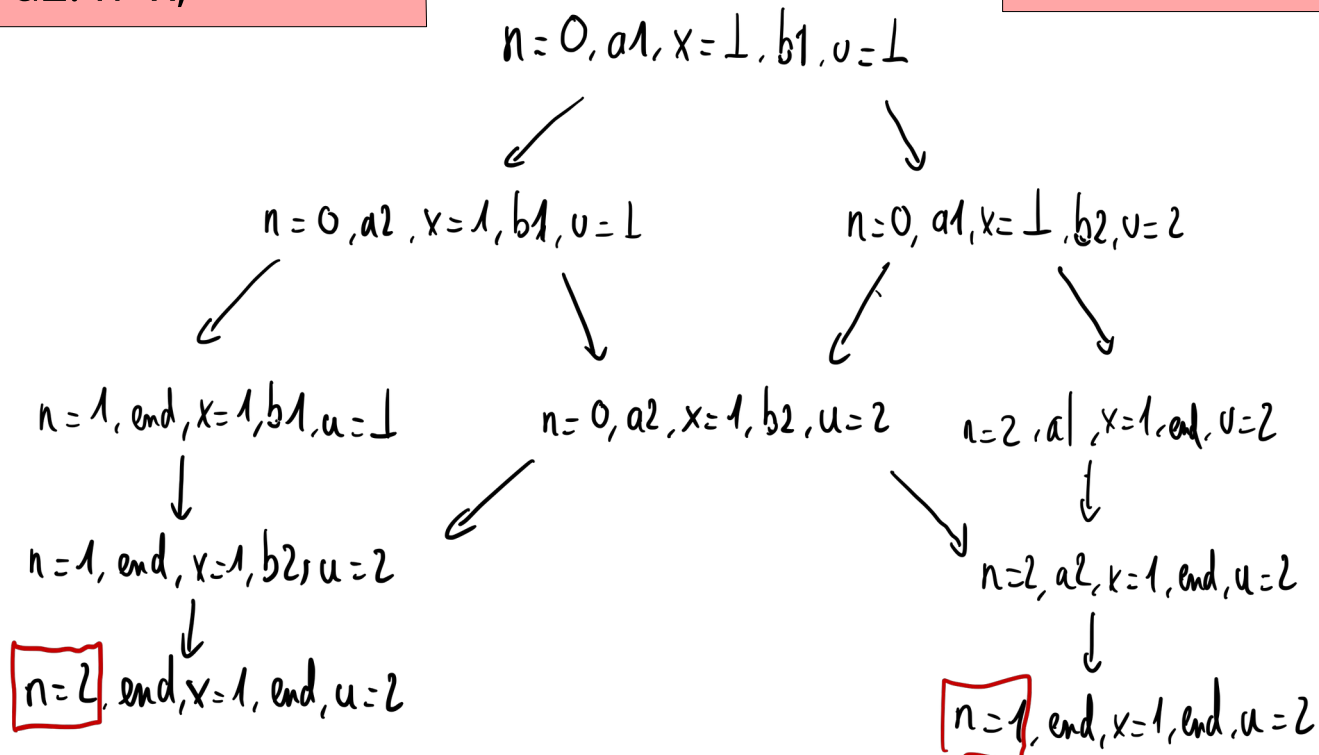 n=0, a1, x=⊥, b1, u=⊥
n=0, a2, x=1, b1, u=⊥
n=0, a1, x=⊥, b2, u=2
n=1, end, x=1, b1, u=⊥
n=0, a2, x=1, b2, u=2
n=2, a1, x=1, end, u=2
n=1, end, x=1, b2, u=2
n=2, a2, x=1, end, u=2
n=2, end, x=1, end, u=2
n=1, end, x=1, end, u=2